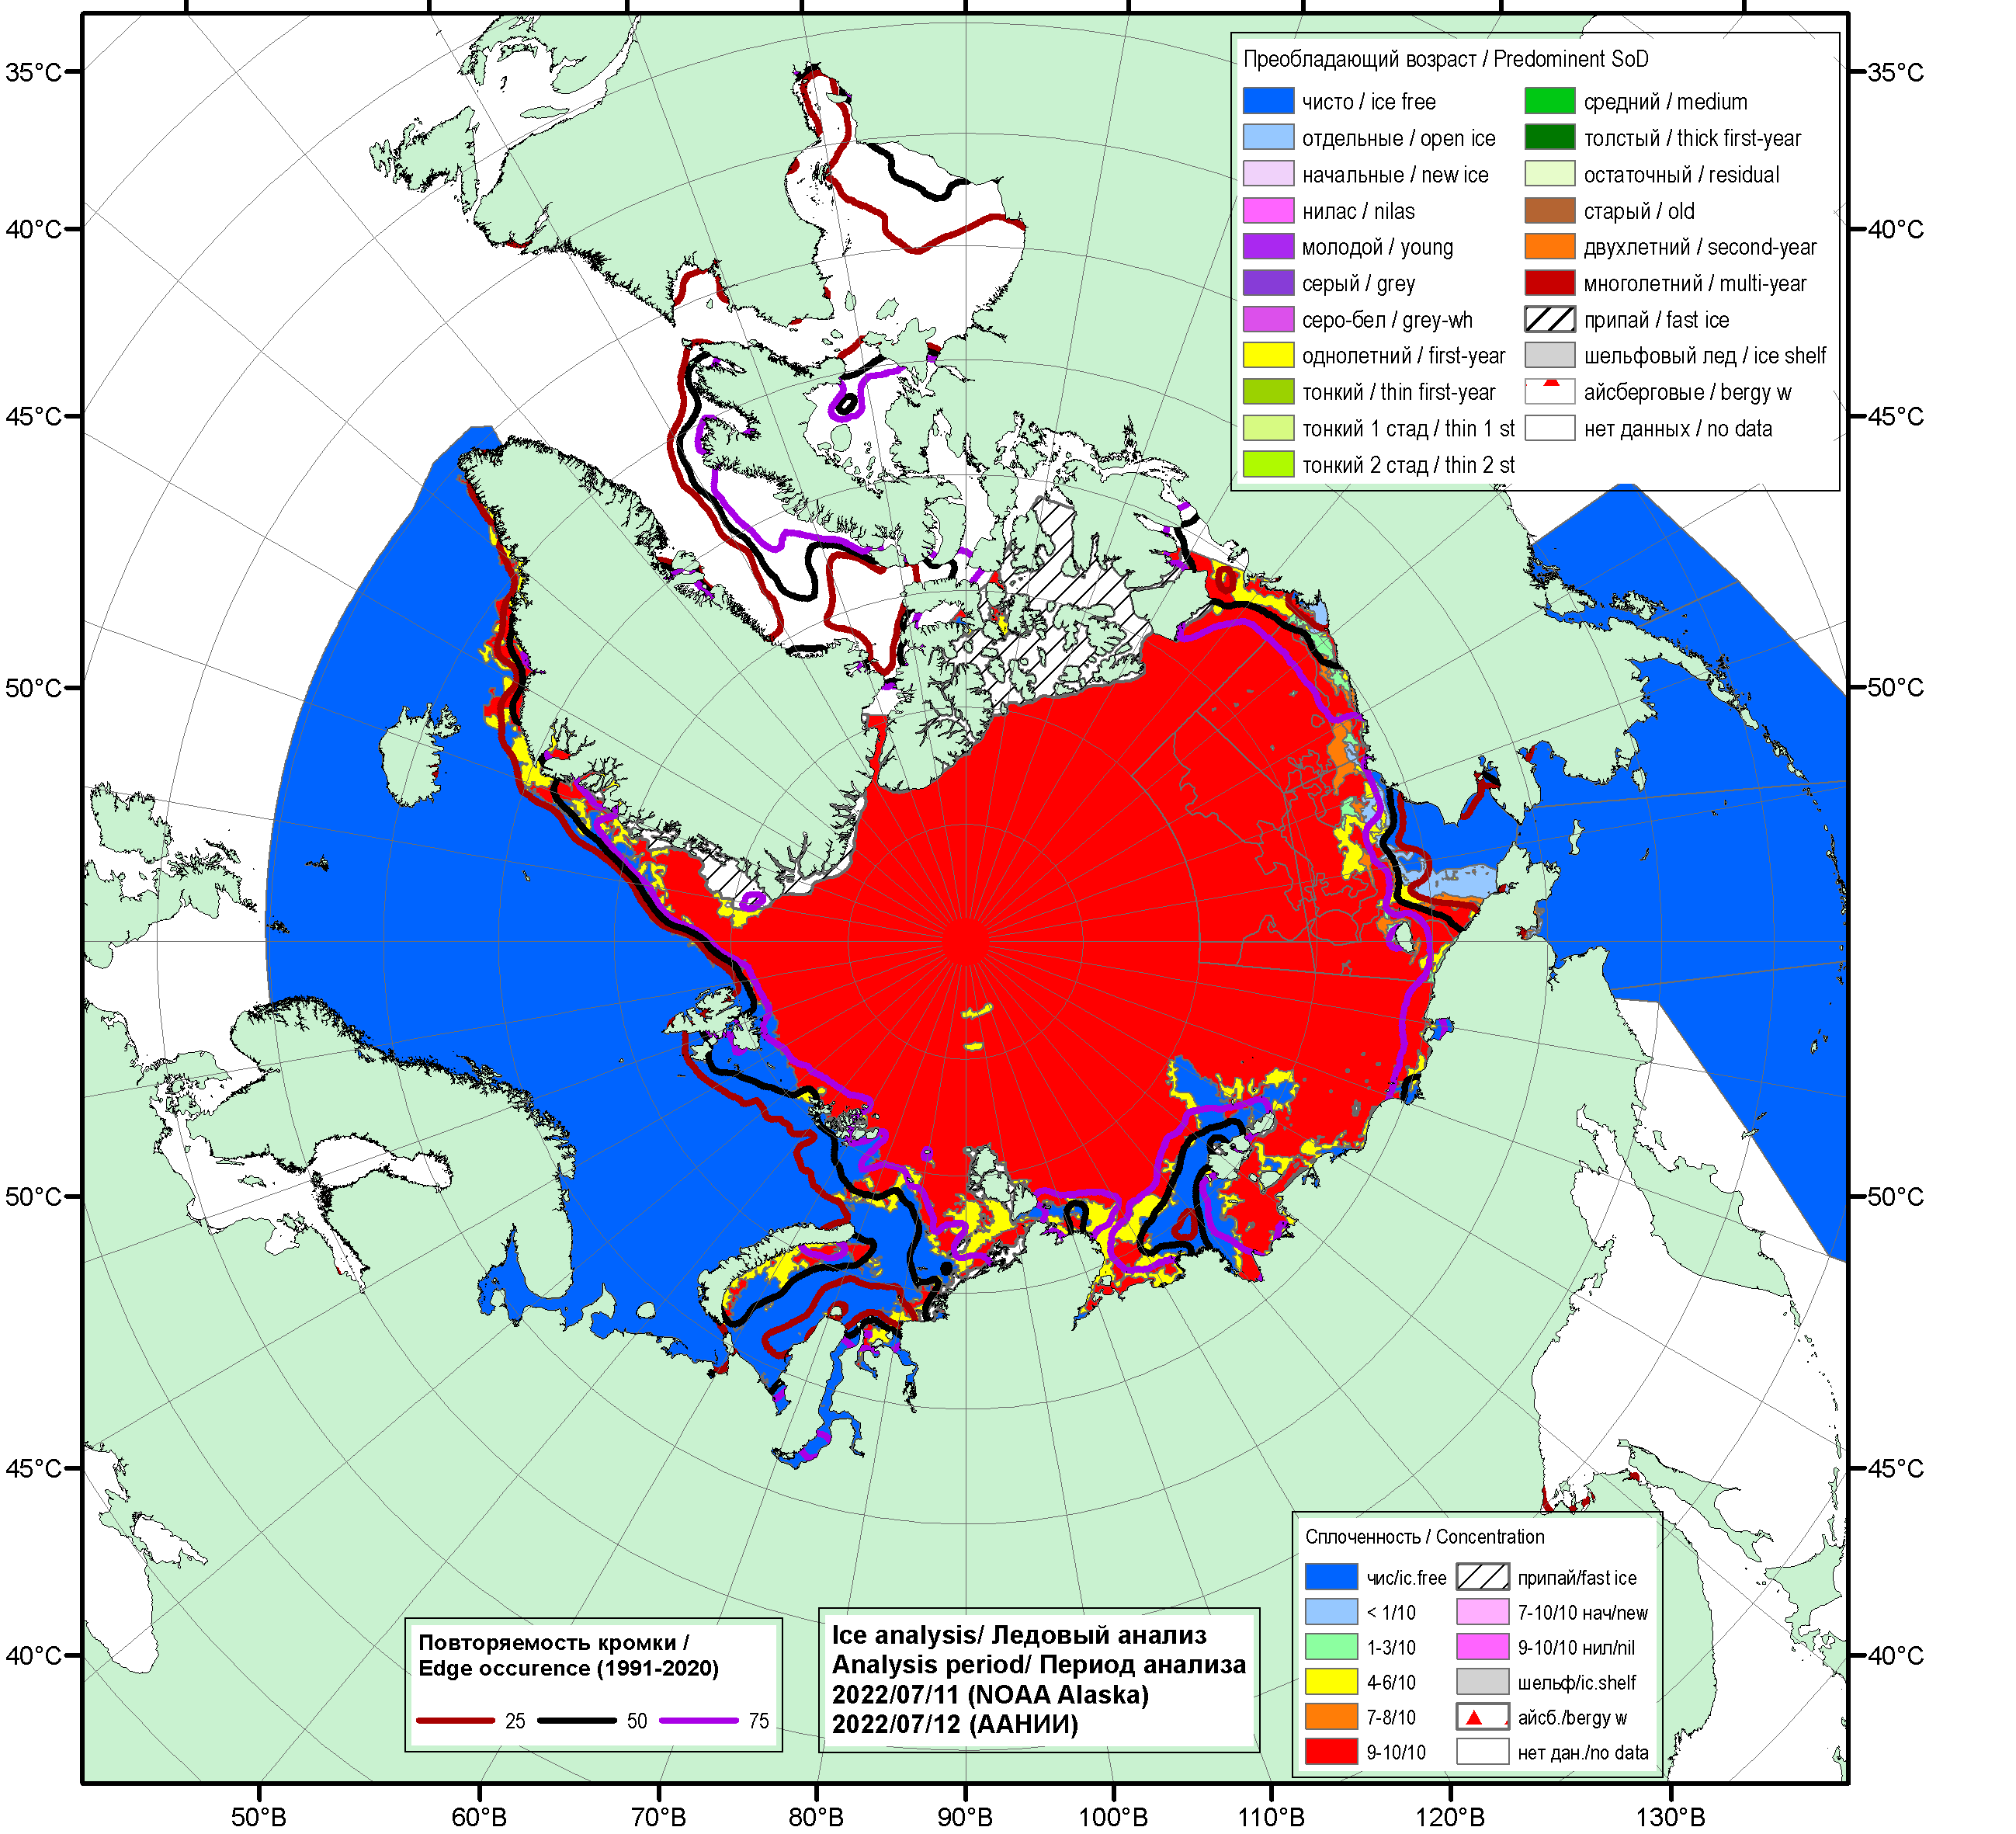 35°C
40°C
45°C
50°C
50°C
45°C
40°C
35°C
40°C
45°C
50°C
50°C
45°C
40°C
Преобладающий возраст / Predominent SoD
чисто / ice free
отдельные / open ice
начальные / new ice
нилас / nilas
молодой / young
серый / grey
серо-бел / grey-wh
однолетний / first-year
тонкий / thin first-year
тонкий 1 стад / thin 1 st
тонкий 2 стад / thin 2 st
средний / medium
толстый / thick first-year
остаточный / residual
старый / old
двухлетний / second-year
многолетний / multi-year
припай / fast ice
шельфовый лед / ice shelf
айсберговые / bergy w
нет данных / no data
Сплоченность / Concentration
чис/ic.free
< 1/10
1-3/10
4-6/10
7-8/10
9-10/10
припай/fast ice
7-10/10 нач/new
9-10/10 нил/nil
шельф/ic.shelf
айсб./bergy w
нет дан./no data
Повторяемость кромки /
Edge occurence (1991-2020)
25 50 75
Ice analysis/ Ледовый анализ
Analysis period/ Период анализа
2022/07/11 (NOAA Alaska)
2022/07/12 (ААНИИ)
50°B 60°B 70°B 80°B 90°B 100°B 110°B 120°B 130°B